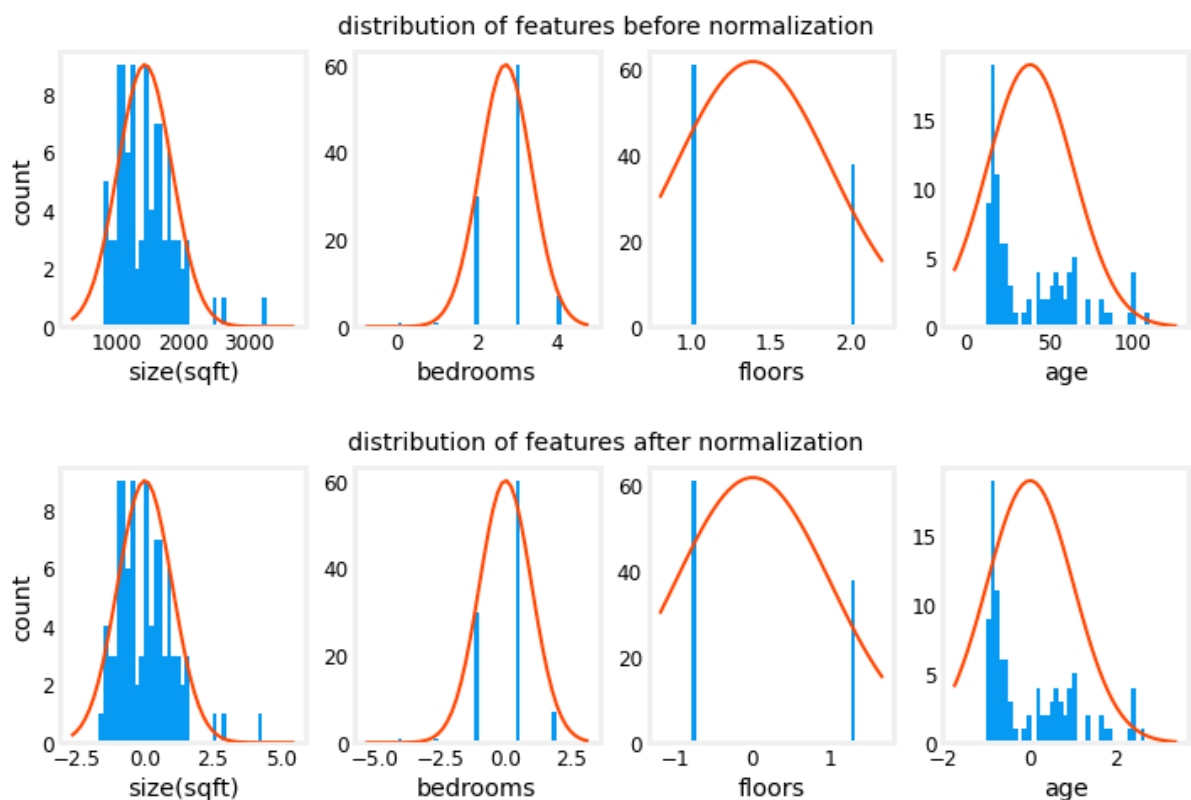 distribution of features before normalization
8
6
4
2
0
count
1000 2000 3000
size(sqft)
60
40
20
0
0 2 4
bedrooms
60
40
20
0
1.0 1.5 2.0
floors
15
10
5
0
0 50 100
age
distribution of features after normalization
8
6
4
2
0
count
−2.5 0.0 2.5 5.0
size(sqft)
60
40
20
0
−5.0 −2.5 0.0 2.5
bedrooms
60
40
20
0
−1 0 1
floors
15
10
5
0
−2 0 2
age